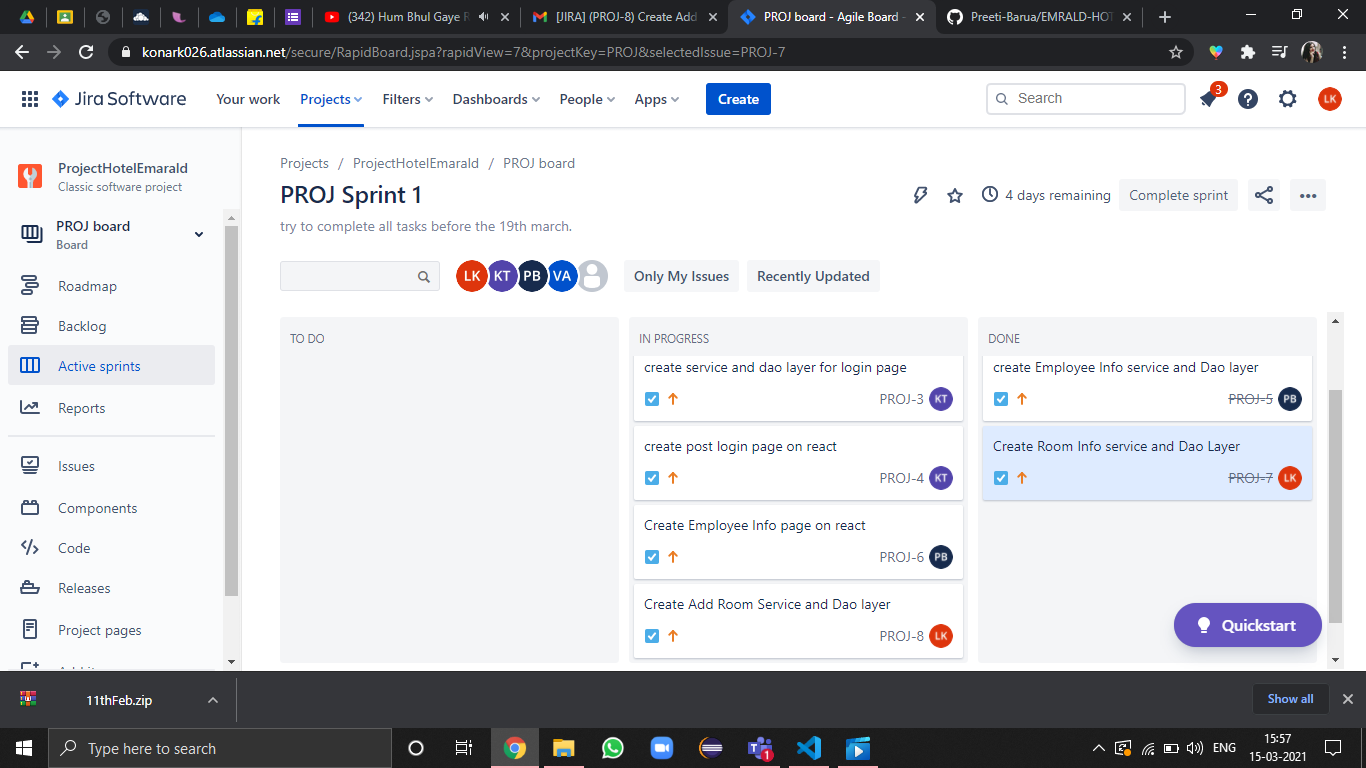 (342) Hum Bhul Gaye R
[JIRA] (PROJ-8) Create Add
PROJ board - Agile Board -
Preeti-Barua/EMRALD-HOT
konark026.atlassian.net/secure/RapidBoard.jspa?rapidView=7&projectKey=PROJ&selectedIssue=PROJ-7
Jira Software
Your work
Projects
Filters
Dashboards
People
Apps
Create
Search
3
LK
ProjectHotelEmarald
Classic software project
PROJ board
Board
Roadmap
Backlog
Active sprints
Reports
Issues
Components
Code
Releases
Project pages
Projects / ProjectHotelEmarald / PROJ board
PROJ Sprint 1
4 days remaining
Complete sprint
try to complete all tasks before the 19th march.
LK KT PB VA
Only My Issues
Recently Updated
TO DO
IN PROGRESS
create service and dao layer for login page
PROJ-3 KT
create post login page on react
PROJ-4 KT
Create Employee Info page on react
PROJ-6 PB
Create Add Room Service and Dao layer
PROJ-8 LK
DONE
create Employee Info service and Dao layer
PROJ-5 PB
Create Room Info service and Dao Layer
PROJ-7 LK
Quickstart
11thFeb.zip
Show all
Type here to search
1
ENG
15:57
15-03-2021